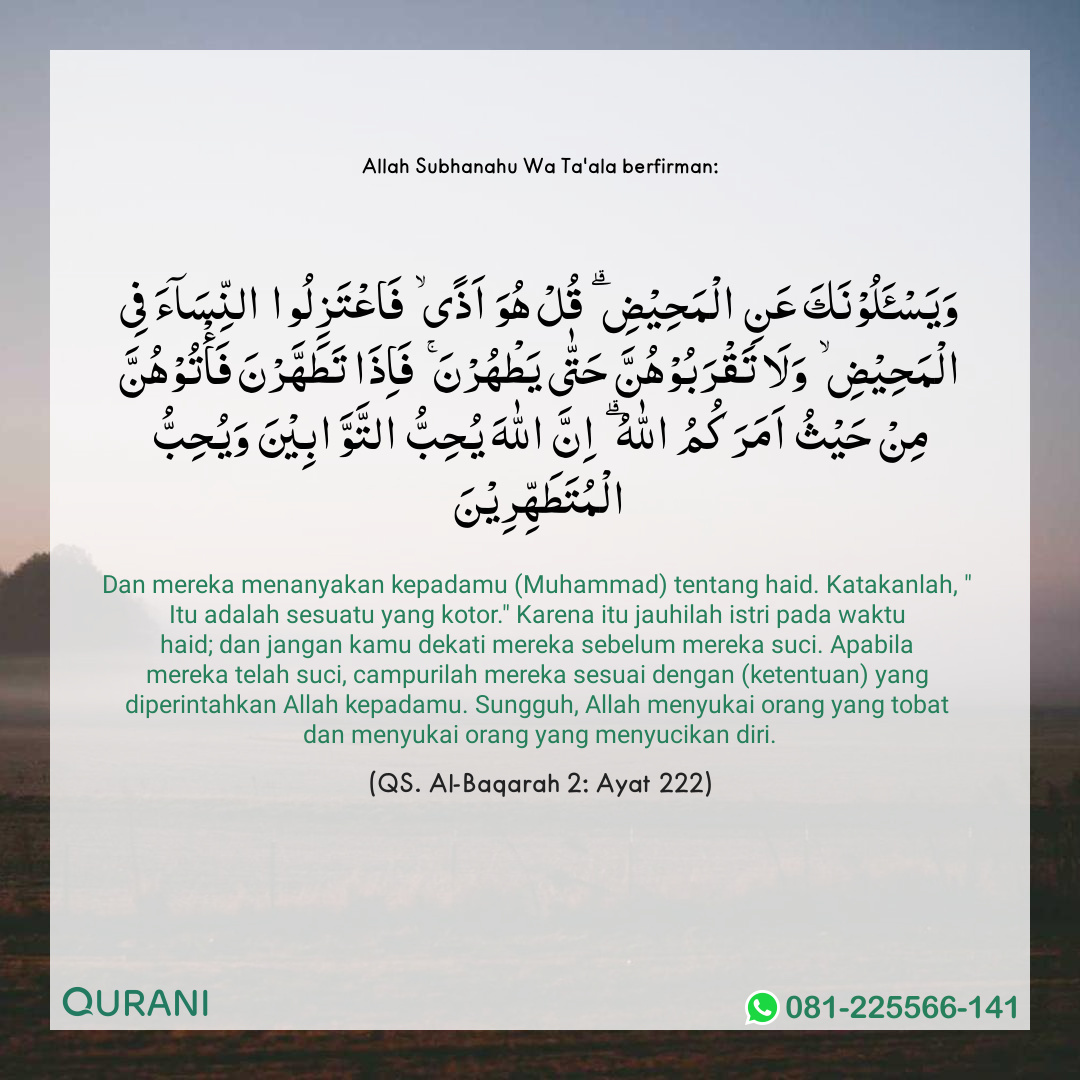 Allah Subhanahu Wa Ta'ala berfirman:
وَيَسْـَٔلُوْنَكَ عَنِ الْمَحِيْضِ ۗ قُلْ هُوَ اَذًى ۙ فَاعْتَزِلُوا النِّسَآءَ فِى
الْمَحِيْضِ ۙ وَلَا تَقْرَبُوْهُنَّ حَتّٰى يَطْهُرْنَ ۚ فَاِذَا تَطَهَّرْنَ فَأْتُوْهُنَّ
مِنْ حَيْثُ اَمَرَكُمُ اللّٰهُ ۗ اِنَّ اللّٰهَ يُحِبُّ التَّوَّابِيْنَ وَيُحِبُّ
الْمُتَطَهِّرِيْنَ
Dan mereka menanyakan kepadamu (Muhammad) tentang haid. Katakanlah, "
Itu adalah sesuatu yang kotor." Karena itu jauhilah istri pada waktu
haid; dan jangan kamu dekati mereka sebelum mereka suci. Apabila
mereka telah suci, campurilah mereka sesuai dengan (ketentuan) yang
diperintahkan Allah kepadamu. Sungguh, Allah menyukai orang yang tobat
dan menyukai orang yang menyucikan diri.
(QS. Al-Baqarah 2: Ayat 222)
QURANI
081-225566-141